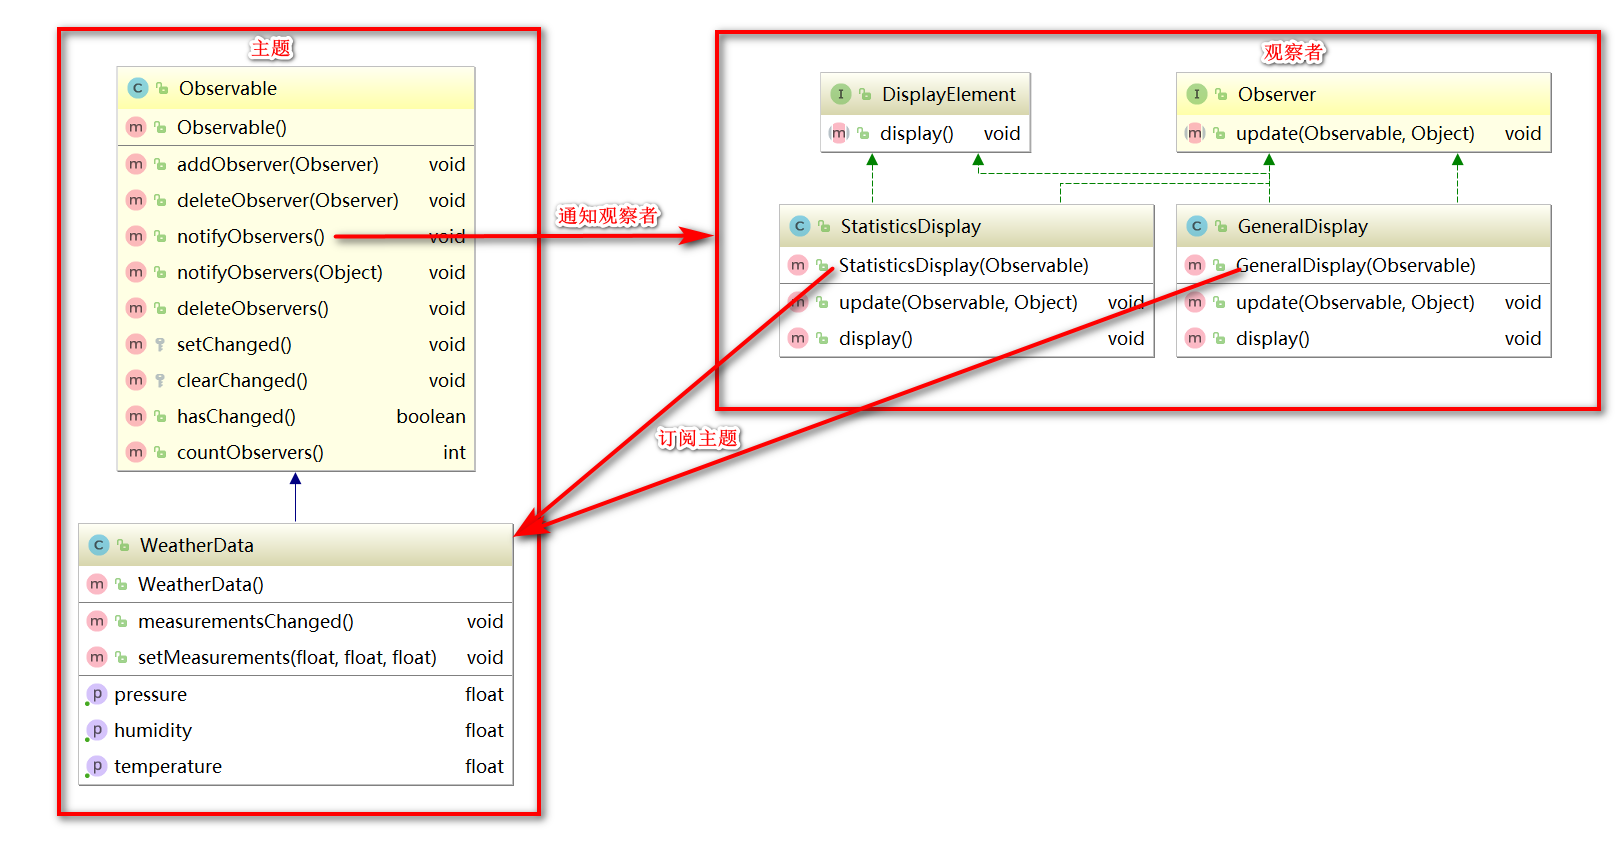 主题
Observable
Observable()
addObserver(Observer) void
deleteObserver(Observer) void
notifyObservers() void
notifyObservers(Object) void
deleteObservers() void
setChanged() void
clearChanged() void
hasChanged() boolean
countObservers() int
WeatherData
WeatherData()
measurementsChanged() void
setMeasurements(float, float, float) void
pressure float
humidity float
temperature float
通知观察者
订阅主题
观察者
DisplayElement
display() void
Observer
update(Observable, Object) void
StatisticsDisplay
StatisticsDisplay(Observable)
update(Observable, Object) void
display() void
GeneralDisplay
GeneralDisplay(Observable)
update(Observable, Object) void
display() void